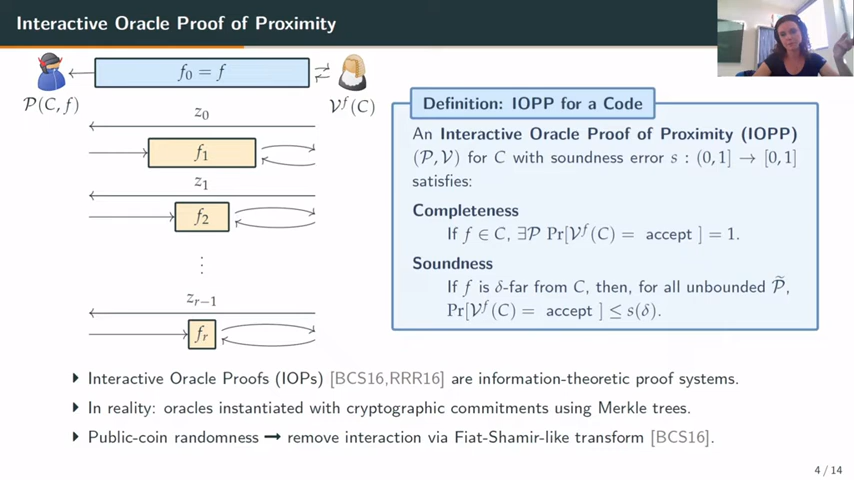 Interactive Oracle Proof of Proximity
f₀ = f
𝒫(C, f)
𝒱ᶠ(C)
z₀
f₁
z₁
f₂
⋮
zᵣ₋₁
fᵣ
Definition: IOPP for a Code
An Interactive Oracle Proof of Proximity (IOPP)
(𝒫, 𝒱) for C with soundness error s : (0, 1] → [0, 1]
satisfies:
Completeness
If f ∈ C, ∃𝒫 Pr[𝒱ᶠ(C) = accept ] = 1.
Soundness
If f is δ-far from C, then, for all unbounded 𝒫̃,
Pr[𝒱ᶠ(C) = accept ] ≤ s(δ).
Interactive Oracle Proofs (IOPs) [BCS16,RRR16] are information-theoretic proof systems.
In reality: oracles instantiated with cryptographic commitments using Merkle trees.
Public-coin randomness ➞ remove interaction via Fiat-Shamir-like transform [BCS16].
4 / 14